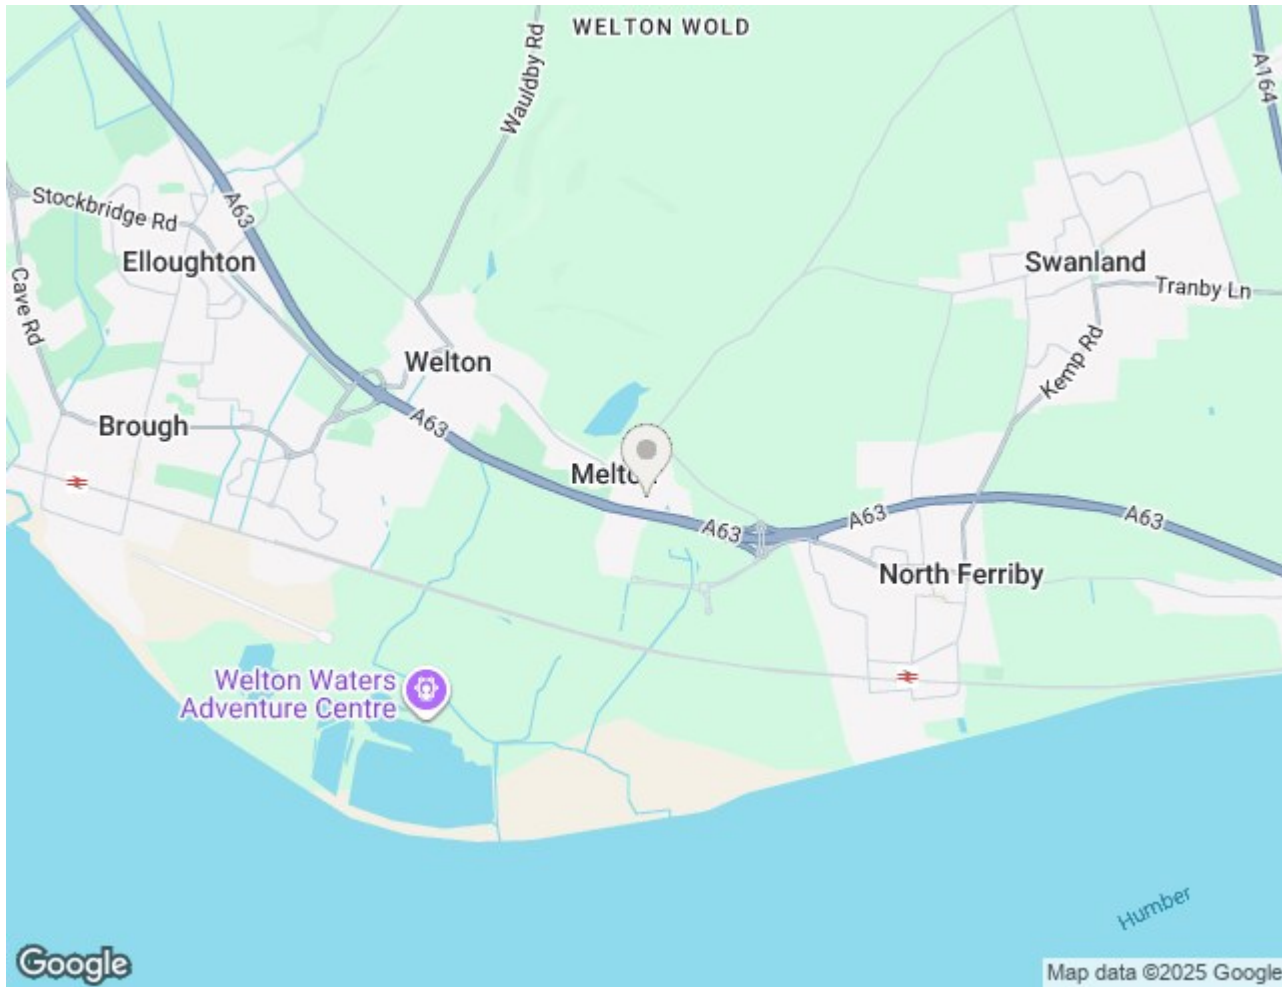 WELTON WOLD
Wauldby Rd
A164
Stockbridge Rd
A63
Elloughton
Swanland
Tranby Ln
Cave Rd
Welton
Kemp Rd
Brough
A63
Melton
A63
A63
A63
North Ferriby
Welton Waters
Adventure Centre
Humber
Google
Map data ©2025 Google